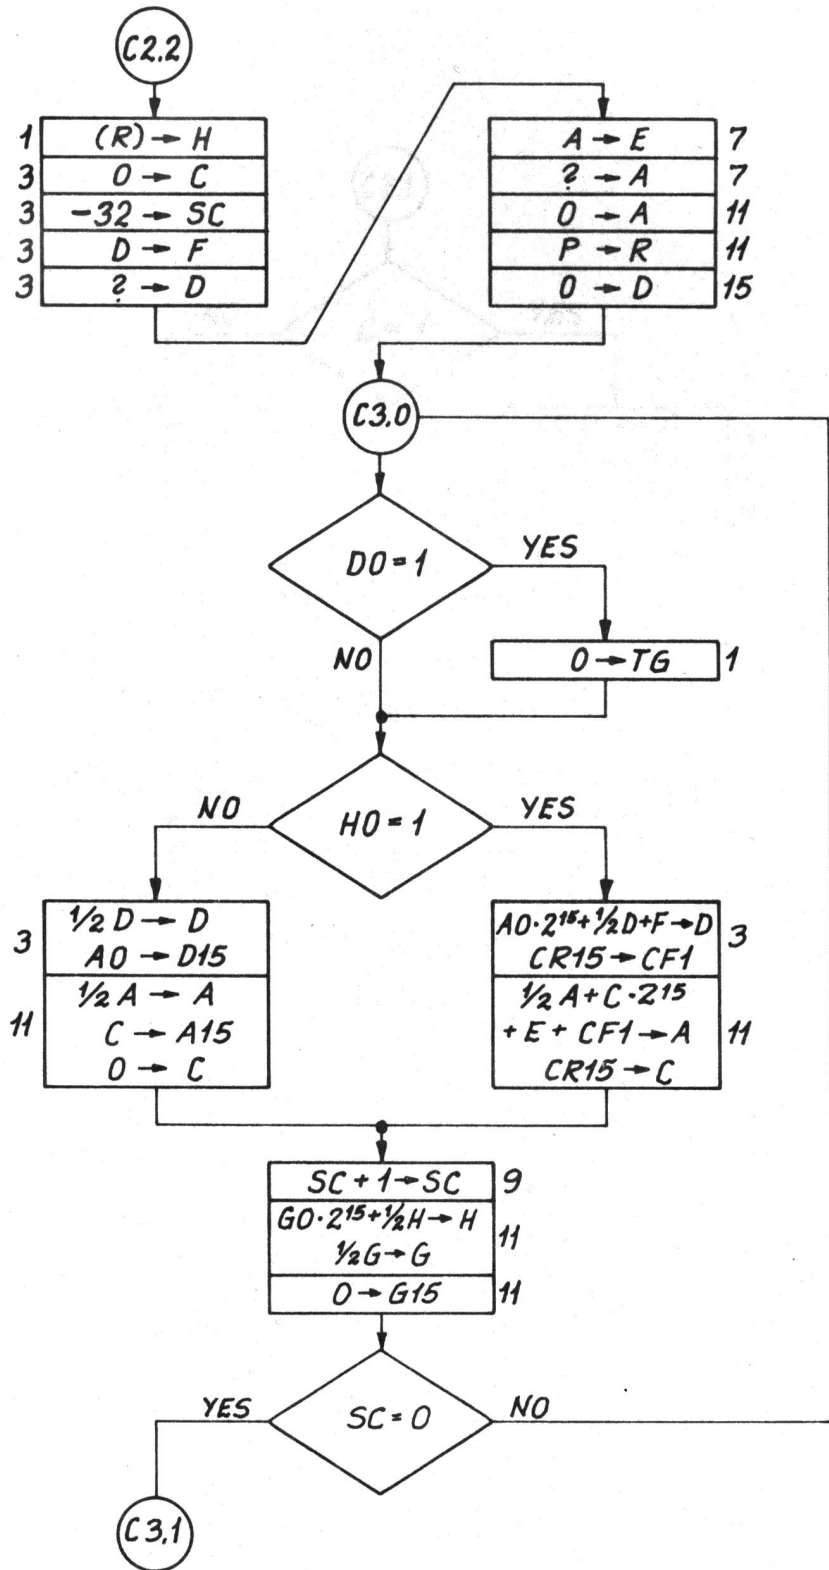 C2.2
1 (R) → H
3 0 → C
3 -32 → SC
3 D → F
3 ? → D
A → E 7
? → A 7
0 → A 11
P → R 11
0 → D 15
C3.0
D0 = 1
YES
NO
0 → TG 1
H0 = 1
NO
YES
3
½ D → D
A0 → D15
11
½ A → A
C → A15
0 → C
A0·2¹⁵+½D+F→D
CR15 → CF1
3
½ A + C·2¹⁵
+ E + CF1 → A
CR15 → C
11
SC + 1 → SC 9
G0·2¹⁵+½H → H
½G → G
11
0 → G15 11
SC = 0
YES
NO
C3.1